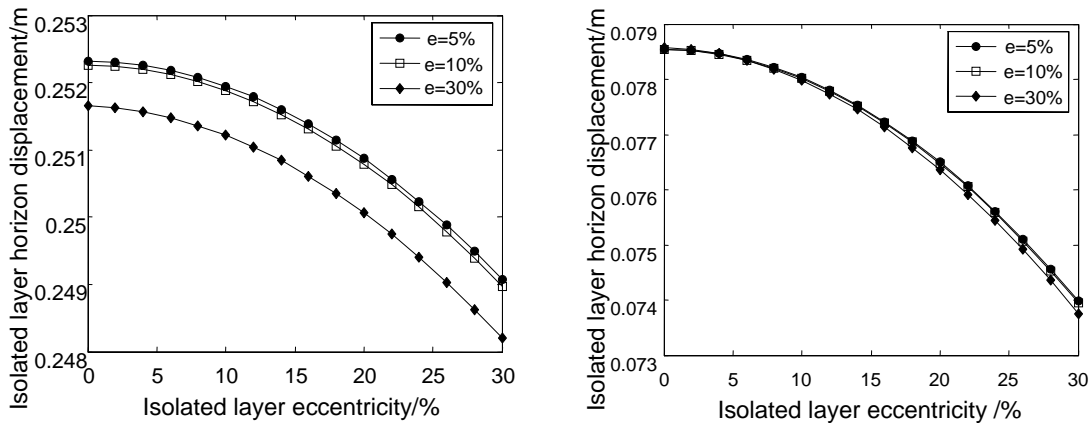 Isolated layer horizon displacement/m
0.253
0.252
0.251
0.25
0.249
0.248
0 5 10 15 20 25 30
Isolated layer eccentricity/%
e=5%
e=10%
e=30%
Isolated layer horizon displacement/m
0.079
0.078
0.077
0.076
0.075
0.074
0.073
0 5 10 15 20 25 30
Isolated layer eccentricity /%
e=5%
e=10%
e=30%